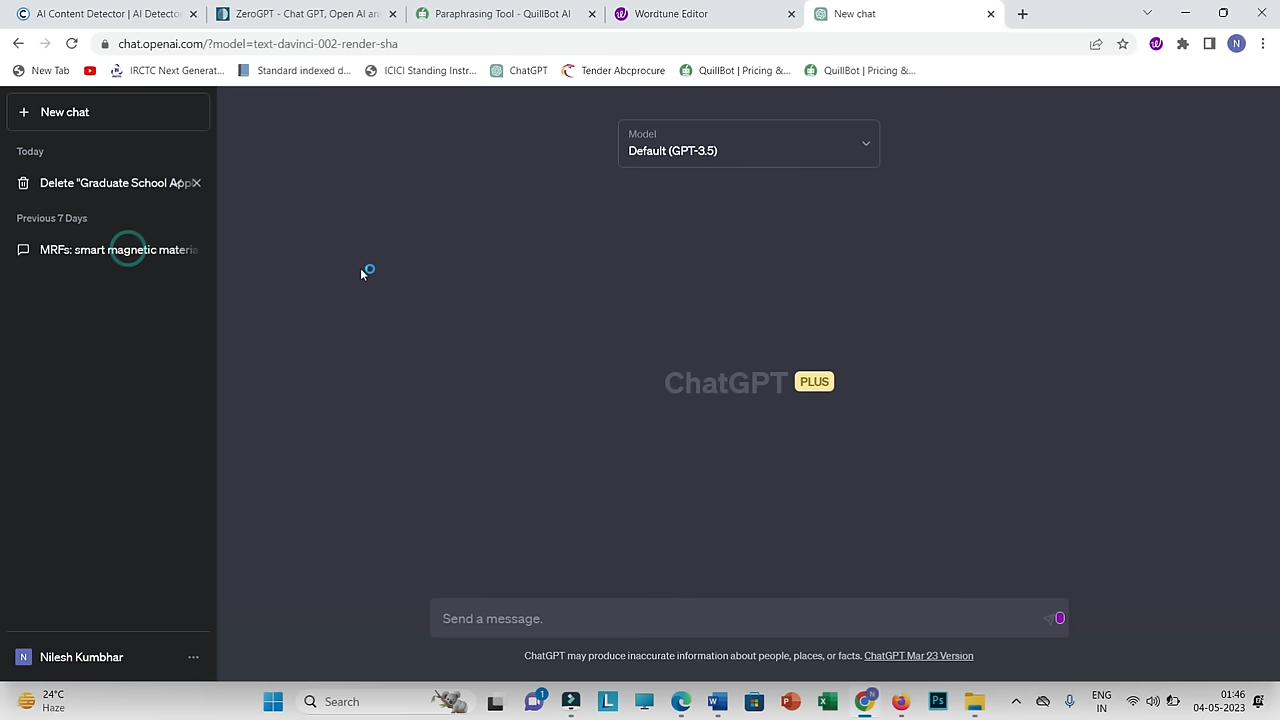 AI Content Detector | AI Detecto
ZeroGPT - Chat GPT, Open AI an
Paraphrasing Tool - QuillBot AI
Wordtune Editor
New chat
chat.openai.com/?model=text-davinci-002-render-sha
N
New Tab
IRCTC Next Generat...
Standard indexed d...
ICICI Standing Instr...
ChatGPT
Tender Abcprocure
QuillBot | Pricing &...
QuillBot | Pricing &...
New chat
Today
Delete "Graduate School Appl
Previous 7 Days
MRFs: smart magnetic materia
Model
Default (GPT-3.5)
ChatGPT PLUS
Send a message.
ChatGPT may produce inaccurate information about people, places, or facts. ChatGPT Mar 23 Version
N Nilesh Kumbhar
24°C
Haze
Search
1
ENG
IN
01:46
04-05-2023